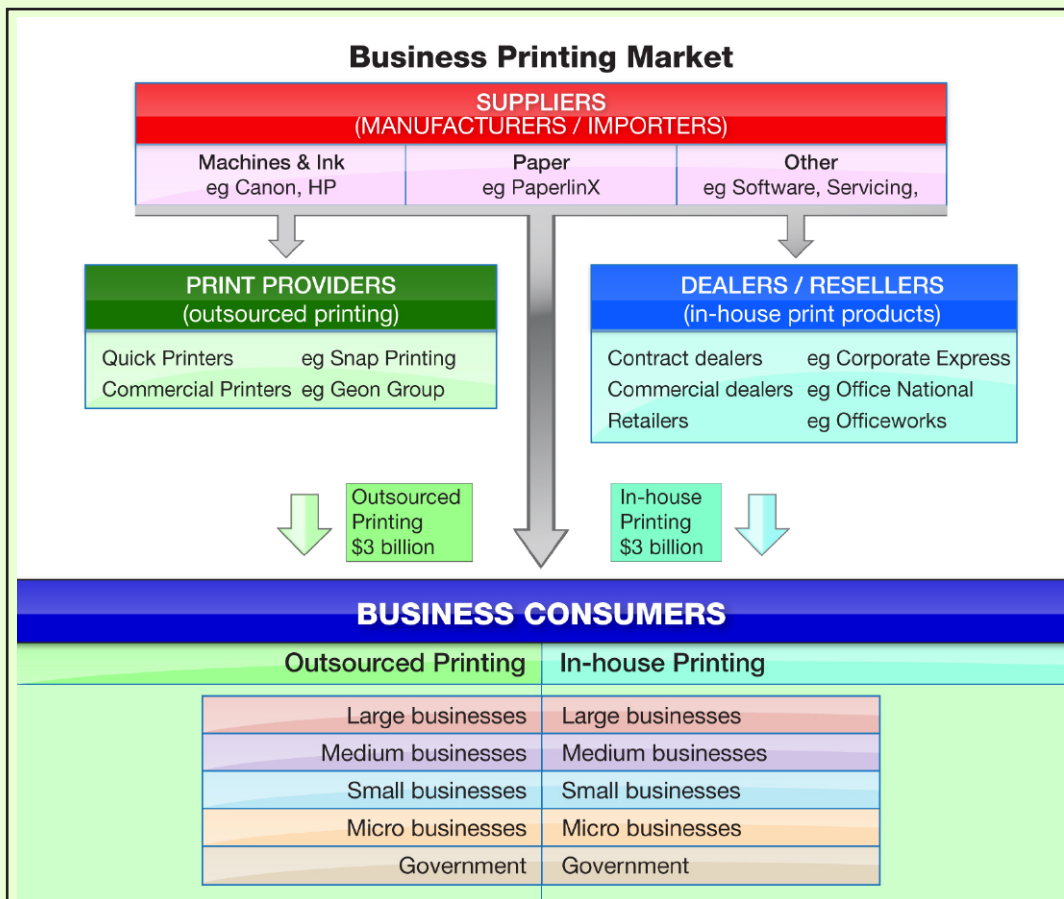 Business Printing Market
SUPPLIERS
(MANUFACTURERS / IMPORTERS)
Machines & Ink
eg Canon, HP
Paper
eg PaperlinX
Other
eg Software, Servicing,
PRINT PROVIDERS
(outsourced printing)
Quick Printers eg Snap Printing
Commercial Printers eg Geon Group
DEALERS / RESELLERS
(in-house print products)
Contract dealers eg Corporate Express
Commercial dealers eg Office National
Retailers eg Officeworks
Outsourced
Printing
$3 billion
In-house
Printing
$3 billion
BUSINESS CONSUMERS
Outsourced Printing In-house Printing
Large businesses Large businesses
Medium businesses Medium businesses
Small businesses Small businesses
Micro businesses Micro businesses
Government Government